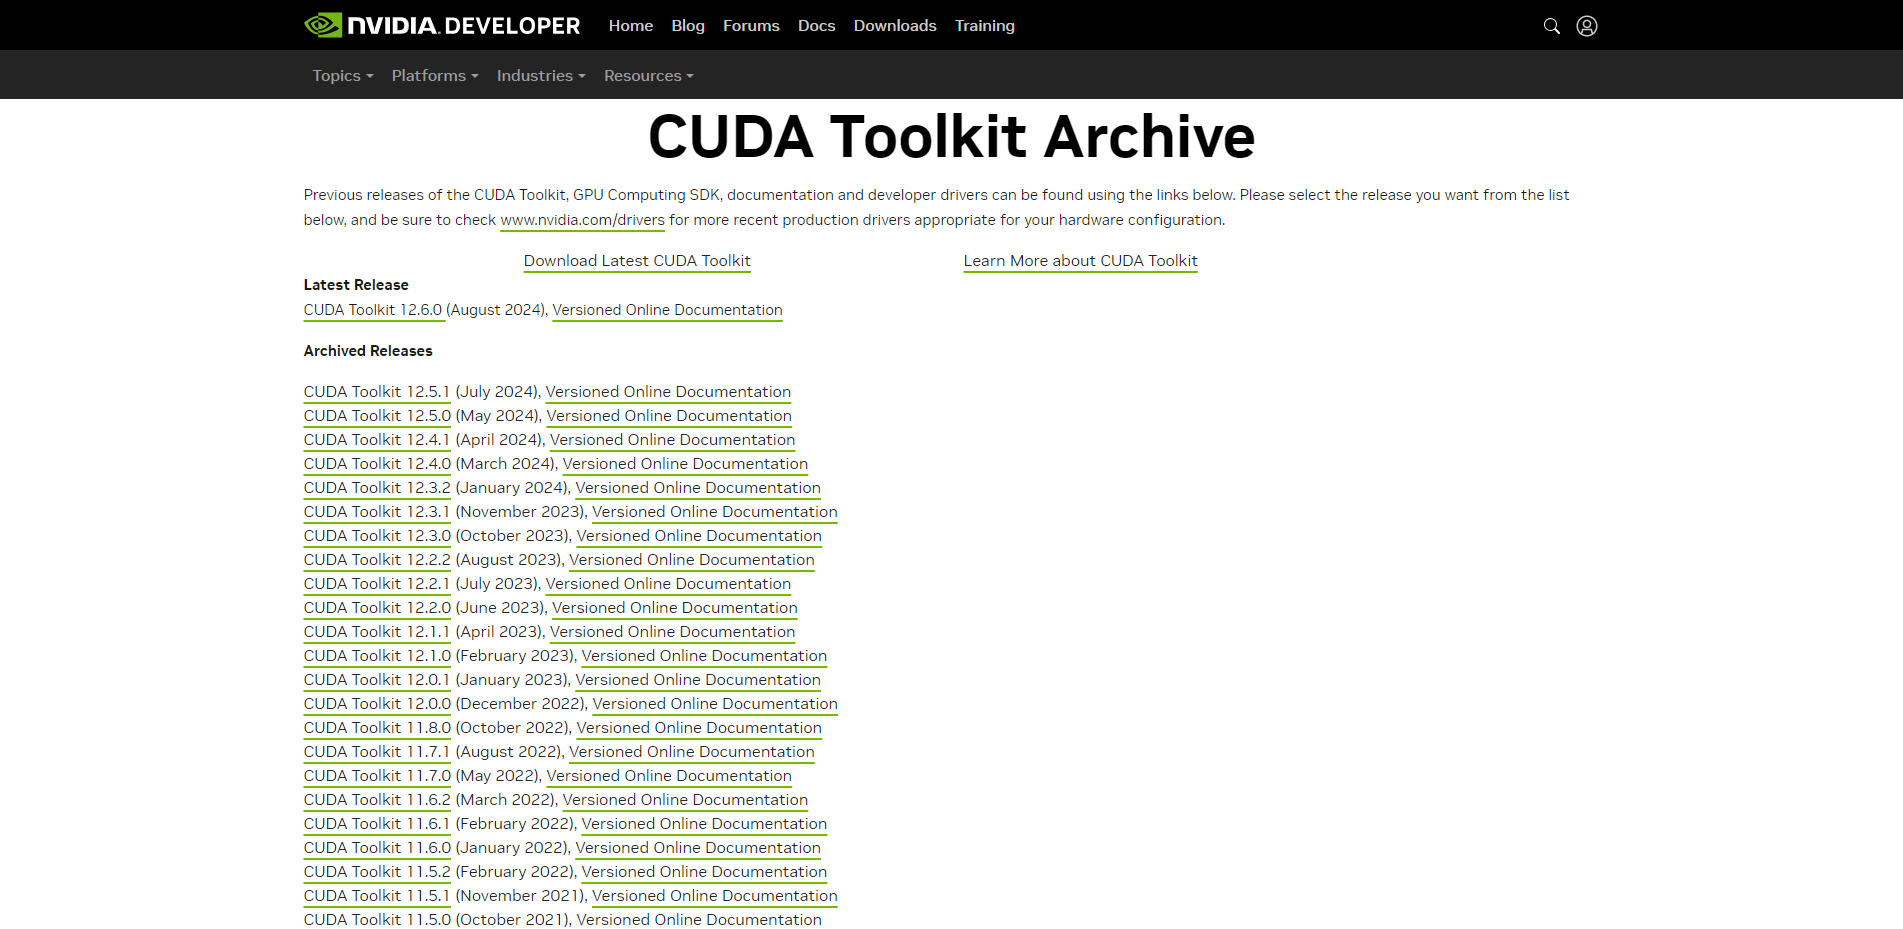 NVIDIA. DEVELOPER Home Blog Forums Docs Downloads Training
Topics Platforms Industries Resources
CUDA Toolkit Archive
Previous releases of the CUDA Toolkit, GPU Computing SDK, documentation and developer drivers can be found using the links below. Please select the release you want from the list
below, and be sure to check www.nvidia.com/drivers for more recent production drivers appropriate for your hardware configuration.
Download Latest CUDA Toolkit Learn More about CUDA Toolkit
Latest Release
CUDA Toolkit 12.6.0 (August 2024), Versioned Online Documentation
Archived Releases
CUDA Toolkit 12.5.1 (July 2024), Versioned Online Documentation
CUDA Toolkit 12.5.0 (May 2024), Versioned Online Documentation
CUDA Toolkit 12.4.1 (April 2024), Versioned Online Documentation
CUDA Toolkit 12.4.0 (March 2024), Versioned Online Documentation
CUDA Toolkit 12.3.2 (January 2024), Versioned Online Documentation
CUDA Toolkit 12.3.1 (November 2023), Versioned Online Documentation
CUDA Toolkit 12.3.0 (October 2023), Versioned Online Documentation
CUDA Toolkit 12.2.2 (August 2023), Versioned Online Documentation
CUDA Toolkit 12.2.1 (July 2023), Versioned Online Documentation
CUDA Toolkit 12.2.0 (June 2023), Versioned Online Documentation
CUDA Toolkit 12.1.1 (April 2023), Versioned Online Documentation
CUDA Toolkit 12.1.0 (February 2023), Versioned Online Documentation
CUDA Toolkit 12.0.1 (January 2023), Versioned Online Documentation
CUDA Toolkit 12.0.0 (December 2022), Versioned Online Documentation
CUDA Toolkit 11.8.0 (October 2022), Versioned Online Documentation
CUDA Toolkit 11.7.1 (August 2022), Versioned Online Documentation
CUDA Toolkit 11.7.0 (May 2022), Versioned Online Documentation
CUDA Toolkit 11.6.2 (March 2022), Versioned Online Documentation
CUDA Toolkit 11.6.1 (February 2022), Versioned Online Documentation
CUDA Toolkit 11.6.0 (January 2022), Versioned Online Documentation
CUDA Toolkit 11.5.2 (February 2022), Versioned Online Documentation
CUDA Toolkit 11.5.1 (November 2021), Versioned Online Documentation
CUDA Toolkit 11.5.0 (October 2021), Versioned Online Documentation